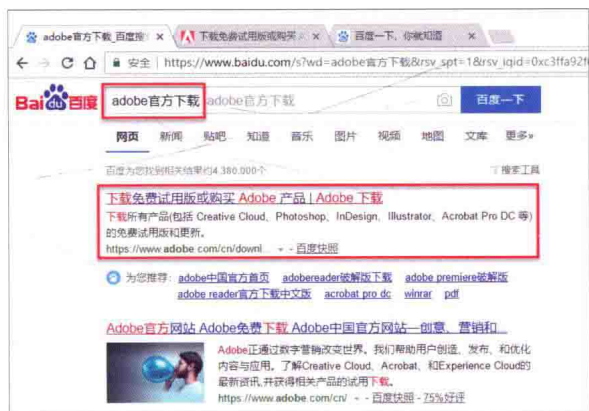 adobe官方下载_百度搜 ×
下载免费试用版或购买 A ×
百度一下，你就知道 ×
安全 | https://www.baidu.com/s?wd=adobe官方下载&rsv_spt=1&rsv_iqid=0xc3ffa92f
Bai百度 adobe官方下载 adobe官方下载 百度一下
网页 新闻 贴吧 知道 音乐 图片 视频 地图 文库 更多»
百度为您找到相关结果约4,380,000个 搜索工具
下载免费试用版或购买 Adobe 产品 | Adobe 下载
下载所有产品(包括 Creative Cloud、Photoshop、InDesign、Illustrator、Acrobat Pro DC 等)
的免费试用版和更新。
https://www.adobe.com/cn/downl... - 百度快照
为您推荐: adobe中国官方首页 adobereader破解版下载 adobe premiere破解版
adobe reader官方下载中文版 acrobat pro dc winrar pdf
Adobe官方网站 Adobe免费下载 Adobe中国官方网站—创意、营销和...
Adobe正通过数字营销改变世界。我们帮助用户创造、发布、和优化
内容与应用。了解Creative Cloud、Acrobat、和Experience Cloud的
最新资讯,并获得相关产品的试用下载。
https://www.adobe.com/cn/ - 百度快照 - 75%好评